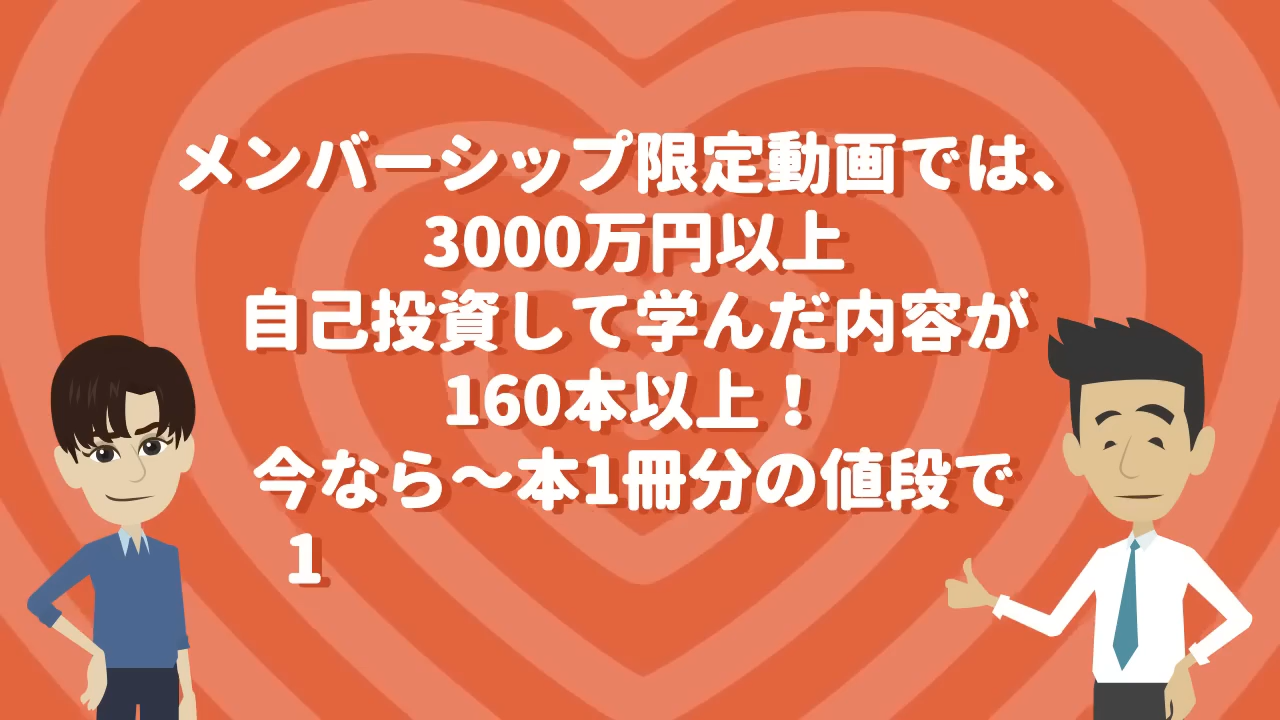 メンバーシップ限定動画では、
3000万円以上
自己投資して学んだ内容が
160本以上！
今なら〜本1冊分の値段で
1